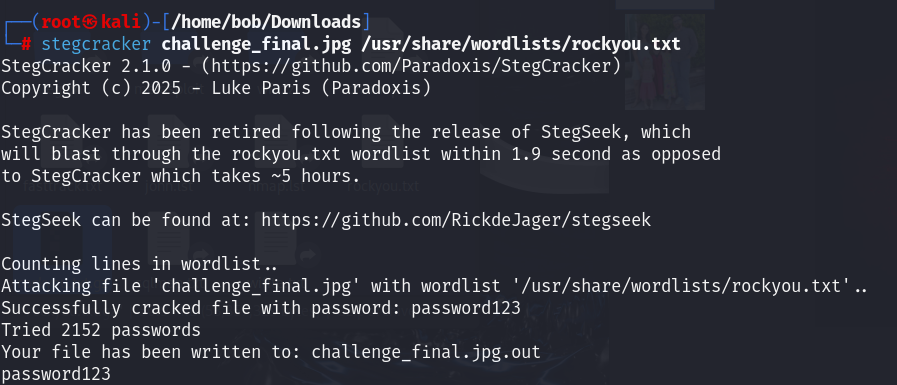 ┌──(root㉿kali)-[/home/bob/Downloads]
└─# stegcracker challenge_final.jpg /usr/share/wordlists/rockyou.txt
StegCracker 2.1.0 - (https://github.com/Paradoxis/StegCracker)
Copyright (c) 2025 - Luke Paris (Paradoxis)
StegCracker has been retired following the release of StegSeek, which
will blast through the rockyou.txt wordlist within 1.9 second as opposed
to StegCracker which takes ~5 hours.
StegSeek can be found at: https://github.com/RickdeJager/stegseek
Counting lines in wordlist..
Attacking file 'challenge_final.jpg' with wordlist '/usr/share/wordlists/rockyou.txt'..
Successfully cracked file with password: password123
Tried 2152 passwords
Your file has been written to: challenge_final.jpg.out
password123